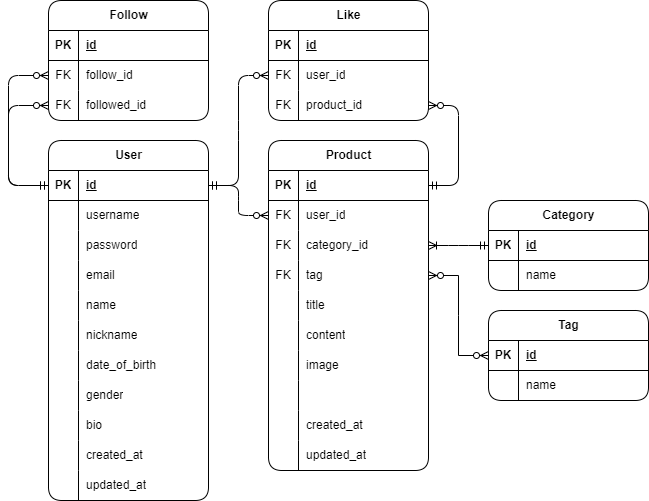 Follow
PK id
FK follow_id
FK followed_id
Like
PK id
FK user_id
FK product_id
User
PK id
username
password
email
name
nickname
date_of_birth
gender
bio
created_at
updated_at
Product
PK id
FK user_id
FK category_id
FK tag
title
content
image
created_at
updated_at
Category
PK id
name
Tag
PK id
name